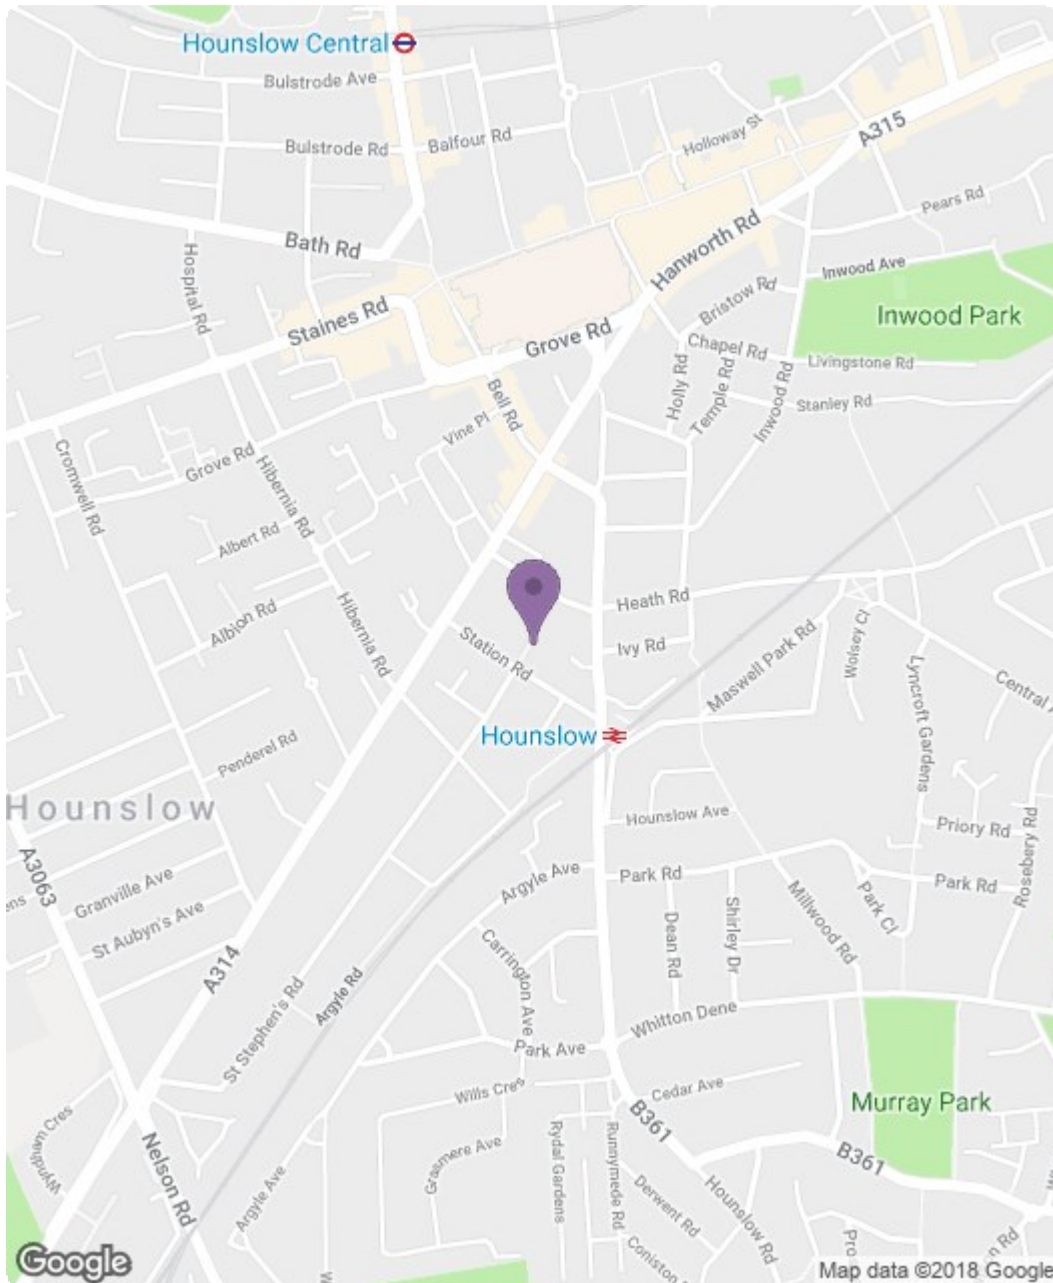 Hounslow Central
Bulstrode Ave
A315
Holloway St
Balfour Rd
Bulstrode Rd
Pears Rd
Bath Rd
Hanworth Rd
Hospital Rd
Inwood Ave
Bristow Rd
Staines Rd
Inwood Park
Grove Rd
Chapel Rd
Livingstone Rd
Holly Rd
Temple Rd
Inwood Rd
Stanley Rd
Bell Rd
Vine Pl
Cromwell Rd
Grove Rd
Hibernia Rd
Albert Rd
Heath Rd
Albion Rd
Hibernia Rd
Station Rd
Ivy Rd
Maswell Park Rd
Wolsey Cl
Lyncroft Gardens
Central
Hounslow
Penderel Rd
Hounslow
Hounslow Ave
Priory Rd
Rosebery Rd
A3063
Argyle Ave
Park Rd
Park Rd
Granville Ave
ens
Millwood Rd
Park Cl
Shirley Dr
Dean Rd
St Aubyn's Ave
Carrington Ave
A314
Argyle Rd
St Stephen's Rd
Whitton Dene
Park Ave
Wills Cres
Cedar Ave
Murray Park
B361
Wyndham Cres
Nelson Rd
Grasmere Ave
Rydal Gardens
Runnymede Rd
B361
Argyle Ave
Derwent Rd
Hounslow Rd
Coniston
Pro
n Rd
W
Google
Map data ©2018 Google